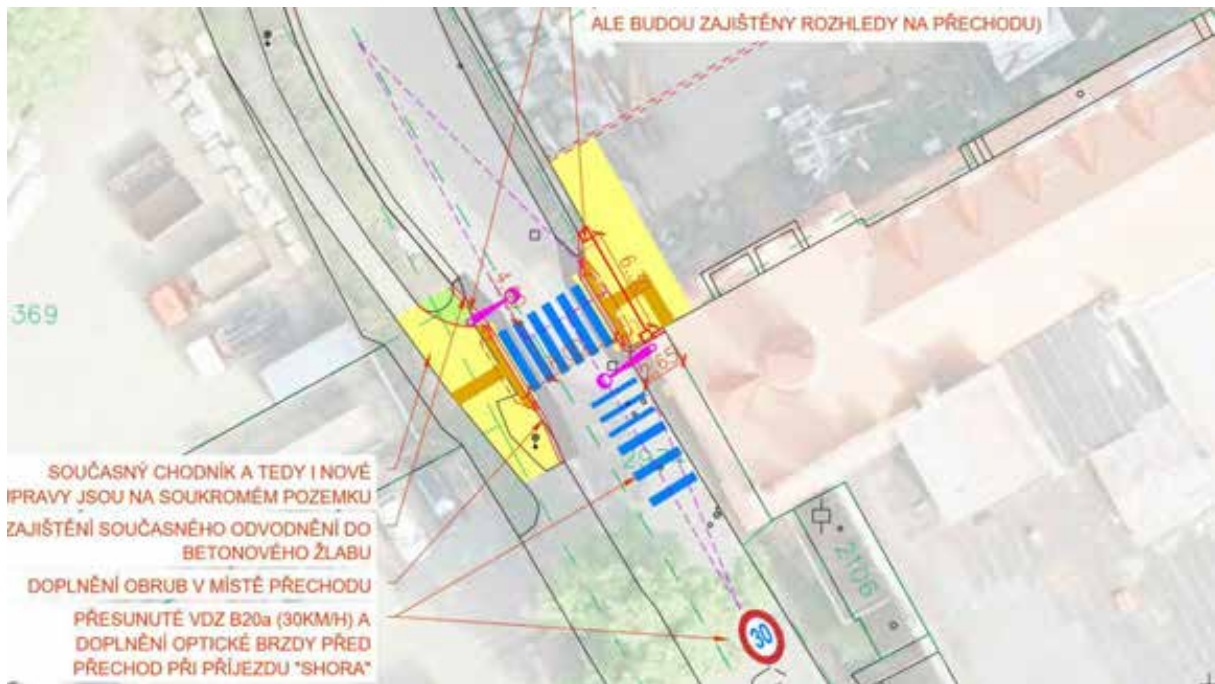 ALE BUDOU ZAJIŠTĚNY ROZHLEDY NA PŘECHODU)
369
SOUČASNÝ CHODNÍK A TEDY I NOVÉ
ÚPRAVY JSOU NA SOUKROMÉM POZEMKU
ZAJIŠTĚNÍ SOUČASNÉHO ODVODNĚNÍ DO
BETONOVÉHO ŽLABU
DOPLNĚNÍ OBRUB V MÍSTĚ PŘECHODU
PŘESUNUTÉ VDZ B20a (30KM/H) A
DOPLNĚNÍ OPTICKÉ BRZDY PŘED
PŘECHOD PŘI PŘÍJEZDU "SHORA"
2,65
2106
30